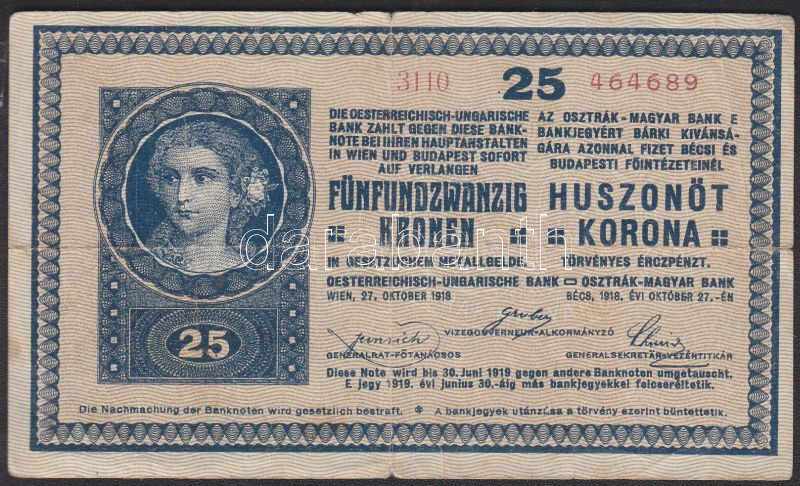 3110 25 464689
DIE OESTERREICHISCH-UNGARISCHE
BANK ZAHLT GEGEN DIESE BANK-
NOTE BEI IHREN HAUPTANSTALTEN
IN WIEN UND BUDAPEST SOFORT
AUF VERLANGEN
FÜNFUNDZWANZIG
KRONEN
IN GESETZLICHEM METALLGELDE.
AZ OSZTRÁK-MAGYAR BANK E
BANKJEGYÉRT BÁRKI KIVÁNSÁ-
GÁRA AZONNAL FIZET BÉCSI ÉS
BUDAPESTI FŐINTÉZETEINÉL
HUSZONÖT
KORONA
TÖRVÉNYES ÉRCZPÉNZT.
OESTERREICHISCH-UNGARISCHE BANK OSZTRÁK-MAGYAR BANK
WIEN, 27. OKTOBER 1918 BÉCS, 1918. ÉVI OKTÓBER 27.-ÉN
VIZEGOUVERNEUR-ALKORMÁNYZÓ
GENERALRAT-FŐTANÁCSOS GENERALSEKRETÄR-VEZÉRTITKÁR
25
Diese Note wird bis 30. Juni 1919 gegen andere Banknoten umgetauscht.
E jegy 1919. évi junius 30.-áig más bankjegyekkel felcseréltetik.
Die Nachmachung der Banknoten wird gesetzlich bestraft. * A bankjegyek utánzása a törvény szerint büntettetik.
darabanth